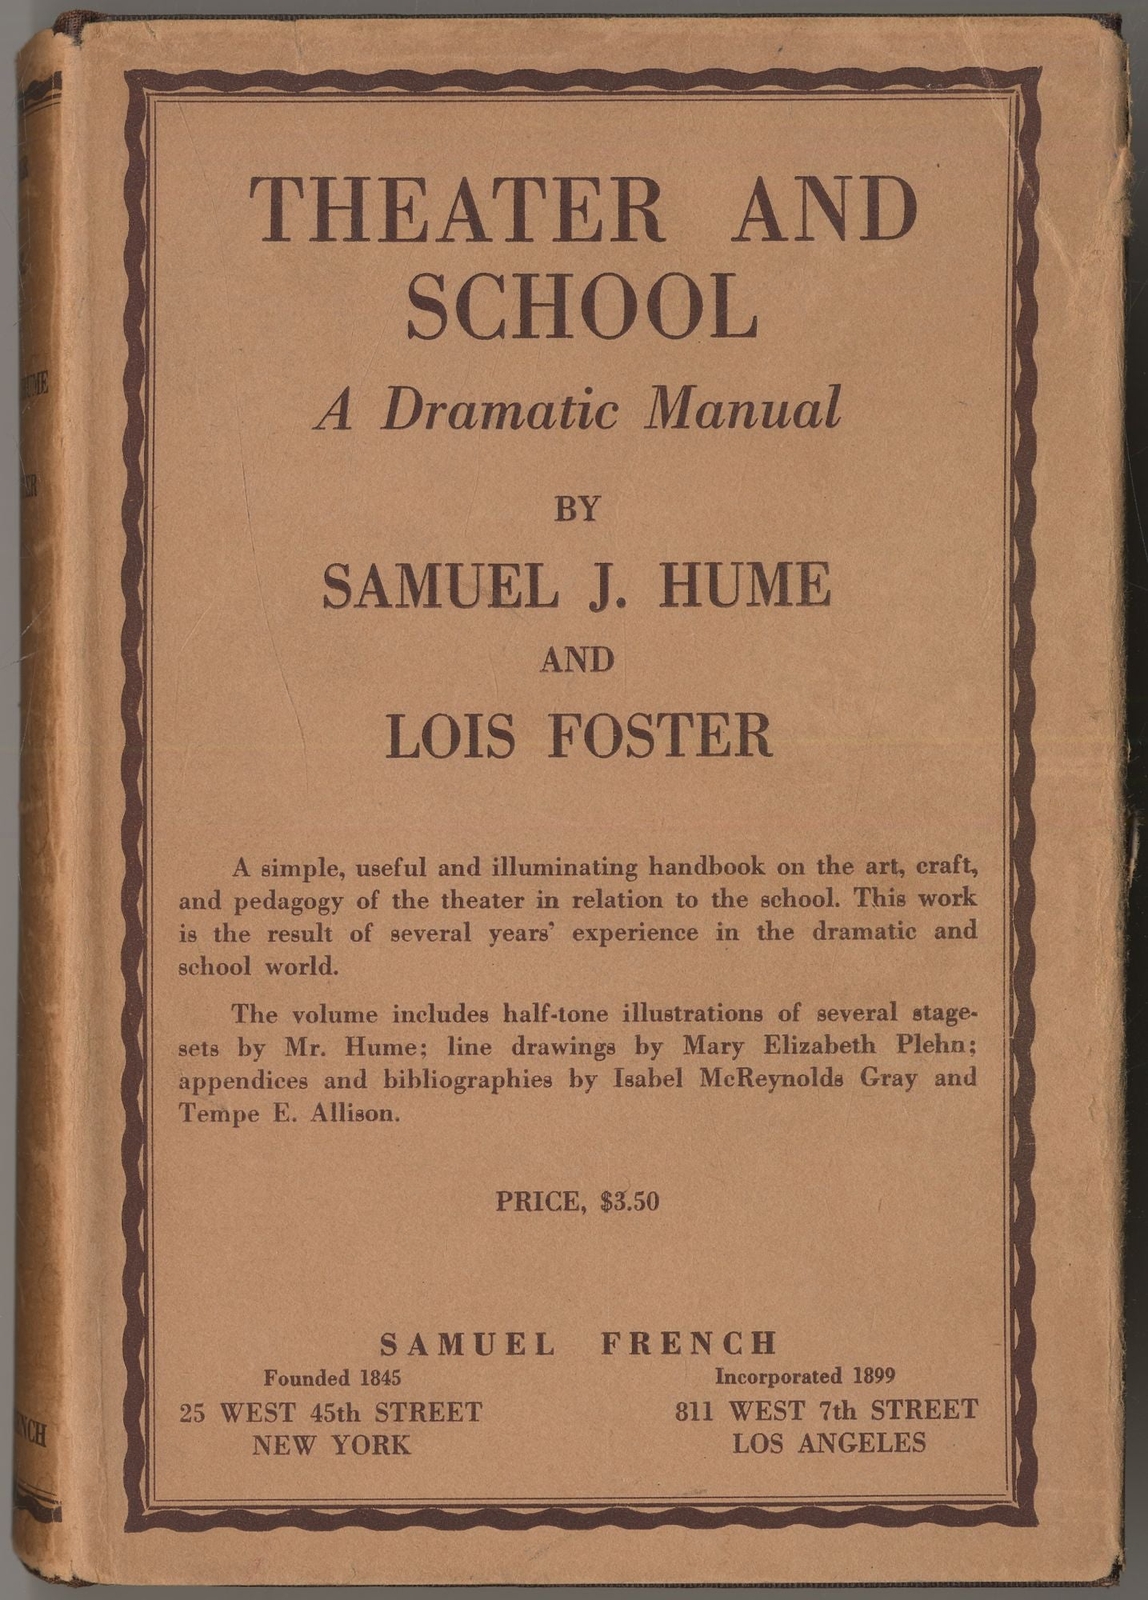 THEATER AND
SCHOOL
A Dramatic Manual
BY
SAMUEL J. HUME
AND
LOIS FOSTER
A simple, useful and illuminating handbook on the art, craft,
and pedagogy of the theater in relation to the school. This work
is the result of several years' experience in the dramatic and
school world.
The volume includes half-tone illustrations of several stage-
sets by Mr. Hume; line drawings by Mary Elizabeth Plehn;
appendices and bibliographies by Isabel McReynolds Gray and
Tempe E. Allison.
PRICE, $3.50
SAMUEL FRENCH
Founded 1845 Incorporated 1899
25 WEST 45th STREET 811 WEST 7th STREET
NEW YORK LOS ANGELES